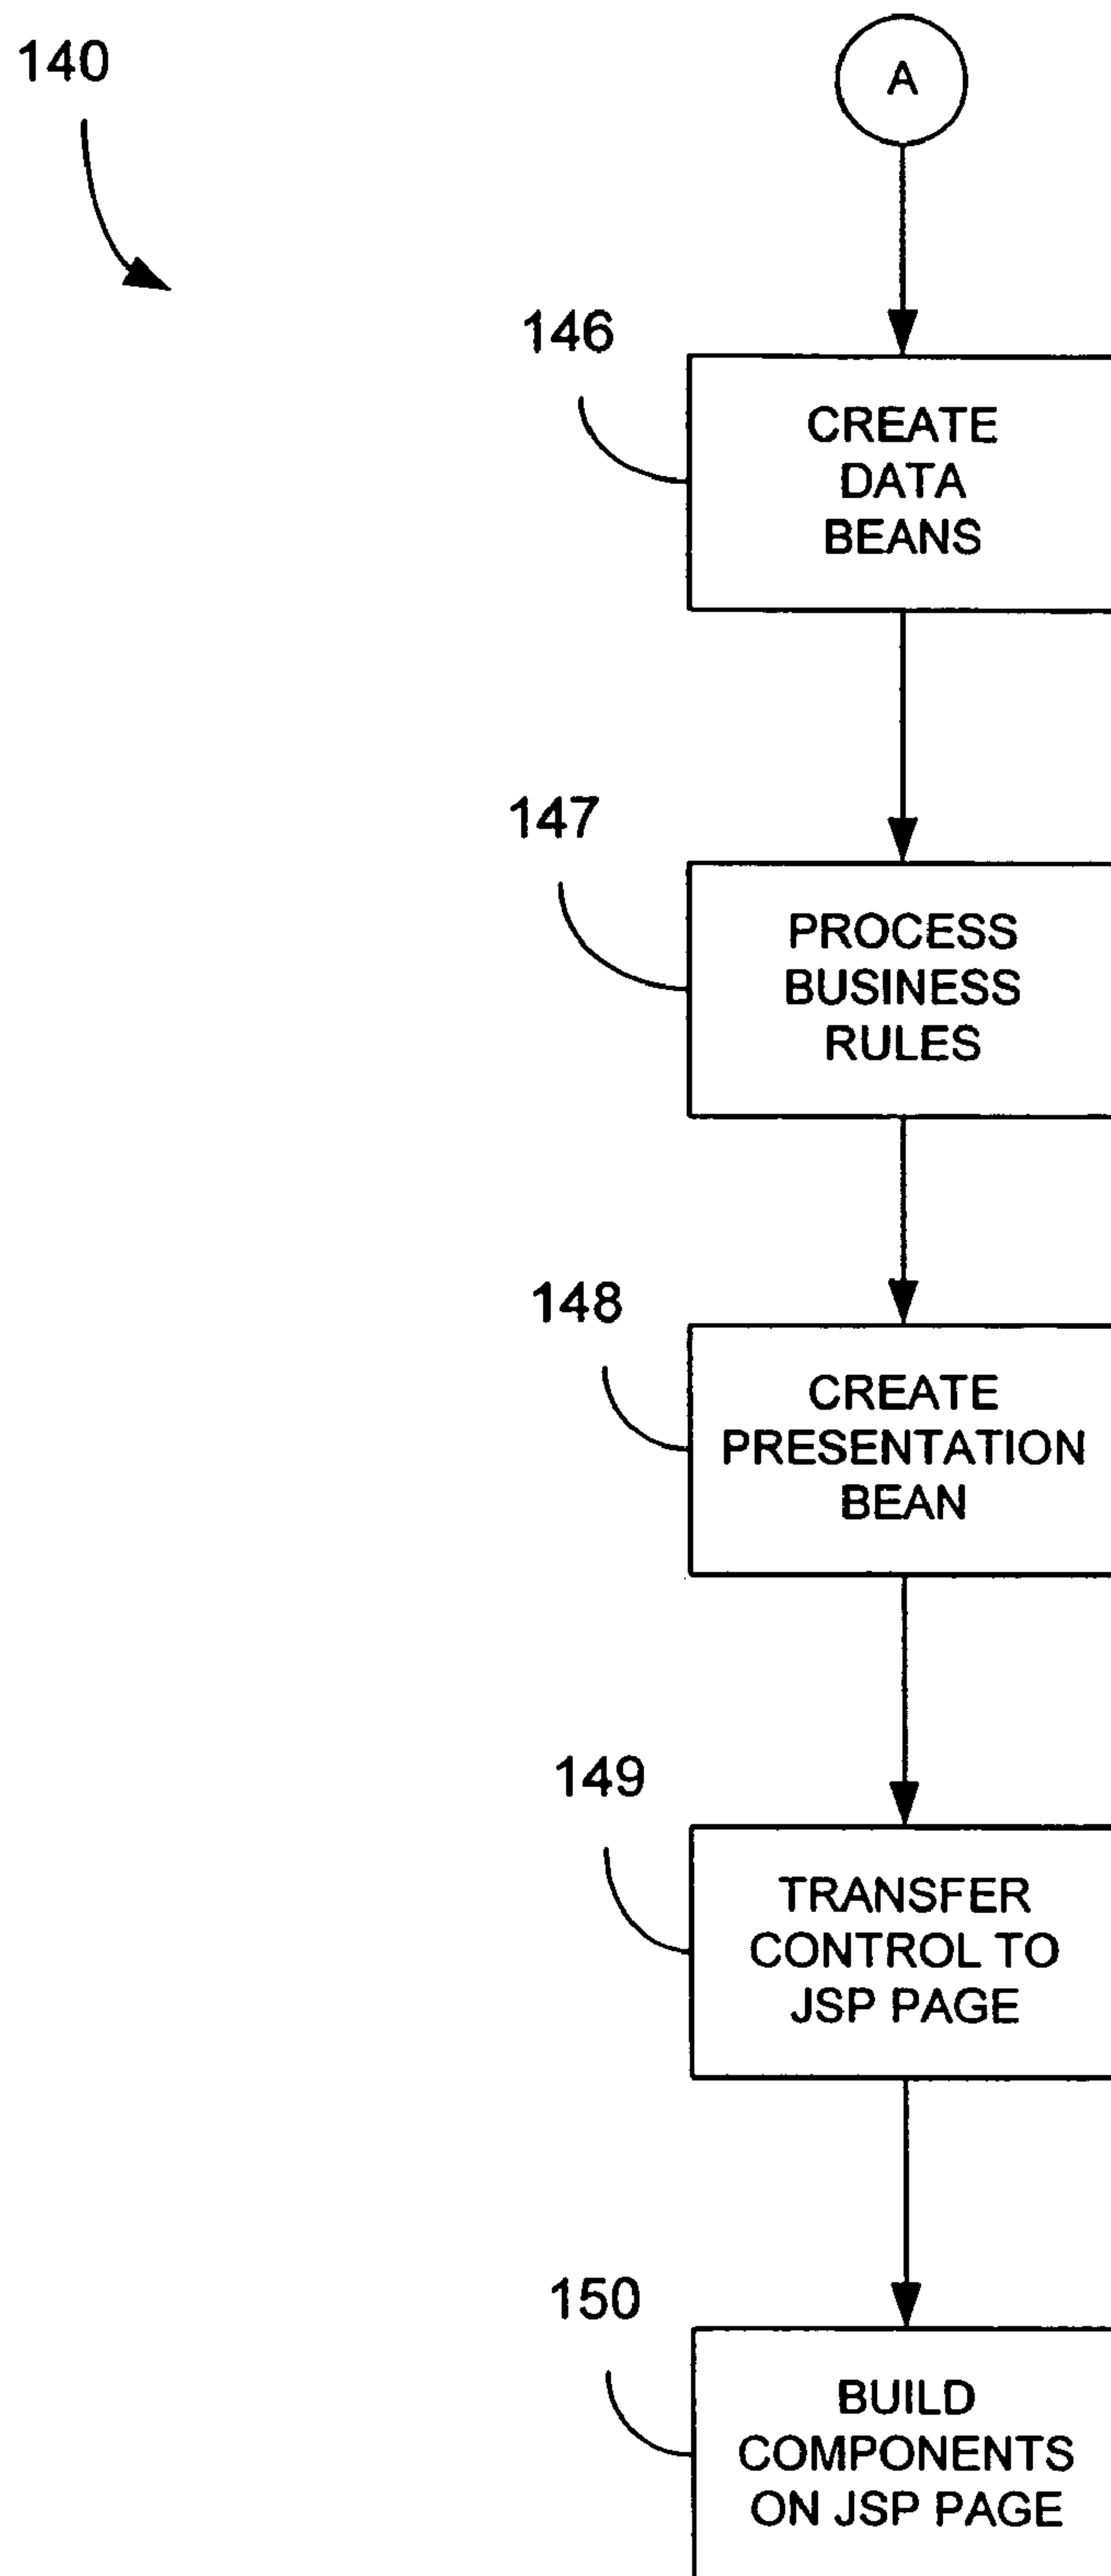 140
A
146
CREATE
DATA
BEANS
147
PROCESS
BUSINESS
RULES
148
CREATE
PRESENTATION
BEAN
149
TRANSFER
CONTROL TO
JSP PAGE
150
BUILD
COMPONENTS
ON JSP PAGE